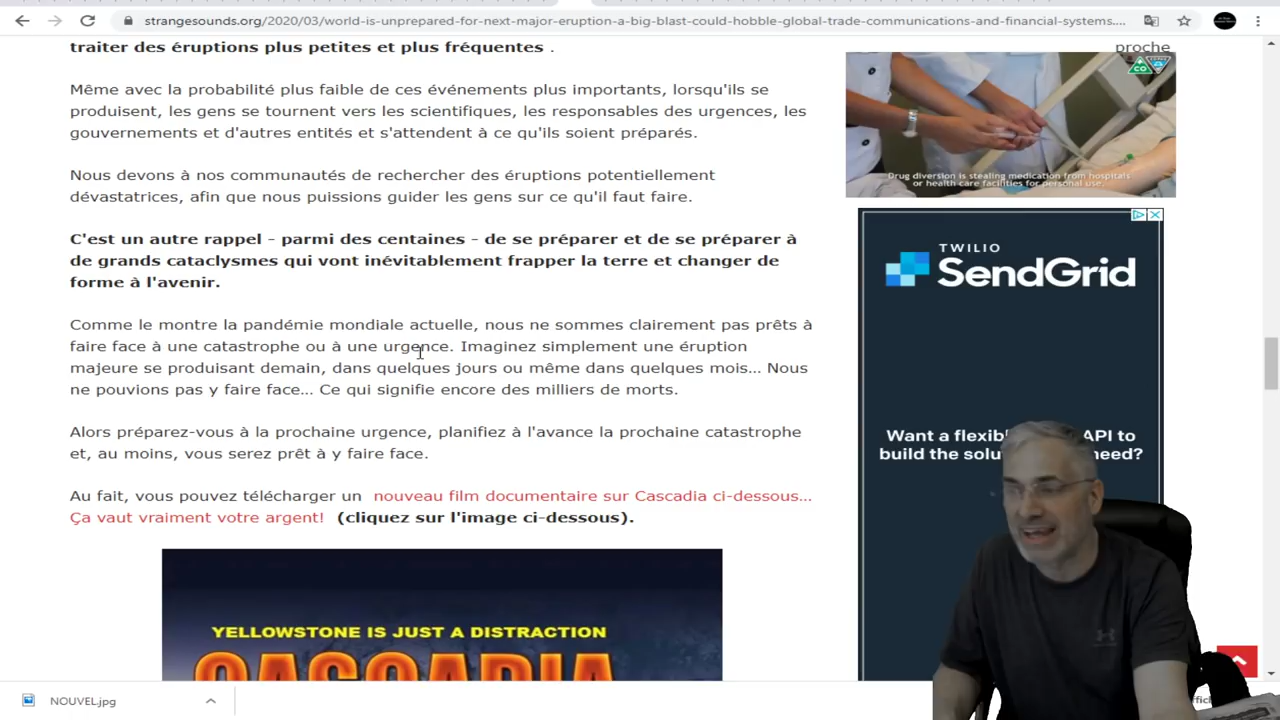 strangesounds.org/2020/03/world-is-unprepared-for-next-major-eruption-a-big-blast-could-hobble-global-trade-communications-and-financial-systems....
traiter des éruptions plus petites et plus fréquentes .
Même avec la probabilité plus faible de ces événements plus importants, lorsqu'ils se
produisent, les gens se tournent vers les scientifiques, les responsables des urgences, les
gouvernements et d'autres entités et s'attendent à ce qu'ils soient préparés.
Nous devons à nos communautés de rechercher des éruptions potentiellement
dévastatrices, afin que nous puissions guider les gens sur ce qu'il faut faire.
C'est un autre rappel - parmi des centaines - de se préparer et de se préparer à
de grands cataclysmes qui vont inévitablement frapper la terre et changer de
forme à l'avenir.
Comme le montre la pandémie mondiale actuelle, nous ne sommes clairement pas prêts à
faire face à une catastrophe ou à une urgence. Imaginez simplement une éruption
majeure se produisant demain, dans quelques jours ou même dans quelques mois... Nous
ne pouvions pas y faire face... Ce qui signifie encore des milliers de morts.
Alors préparez-vous à la prochaine urgence, planifiez à l'avance la prochaine catastrophe
et, au moins, vous serez prêt à y faire face.
Au fait, vous pouvez télécharger un nouveau film documentaire sur Cascadia ci-dessous...
Ça vaut vraiment votre argent! (cliquez sur l'image ci-dessous).
YELLOWSTONE IS JUST A DISTRACTION
CASCADIA
proche
CO
Drug diversion is stealing medication from hospitals
or health care facilities for personal use.
TWILIO
SendGrid
Want a API to
build the need?
NOUVEL.jpg